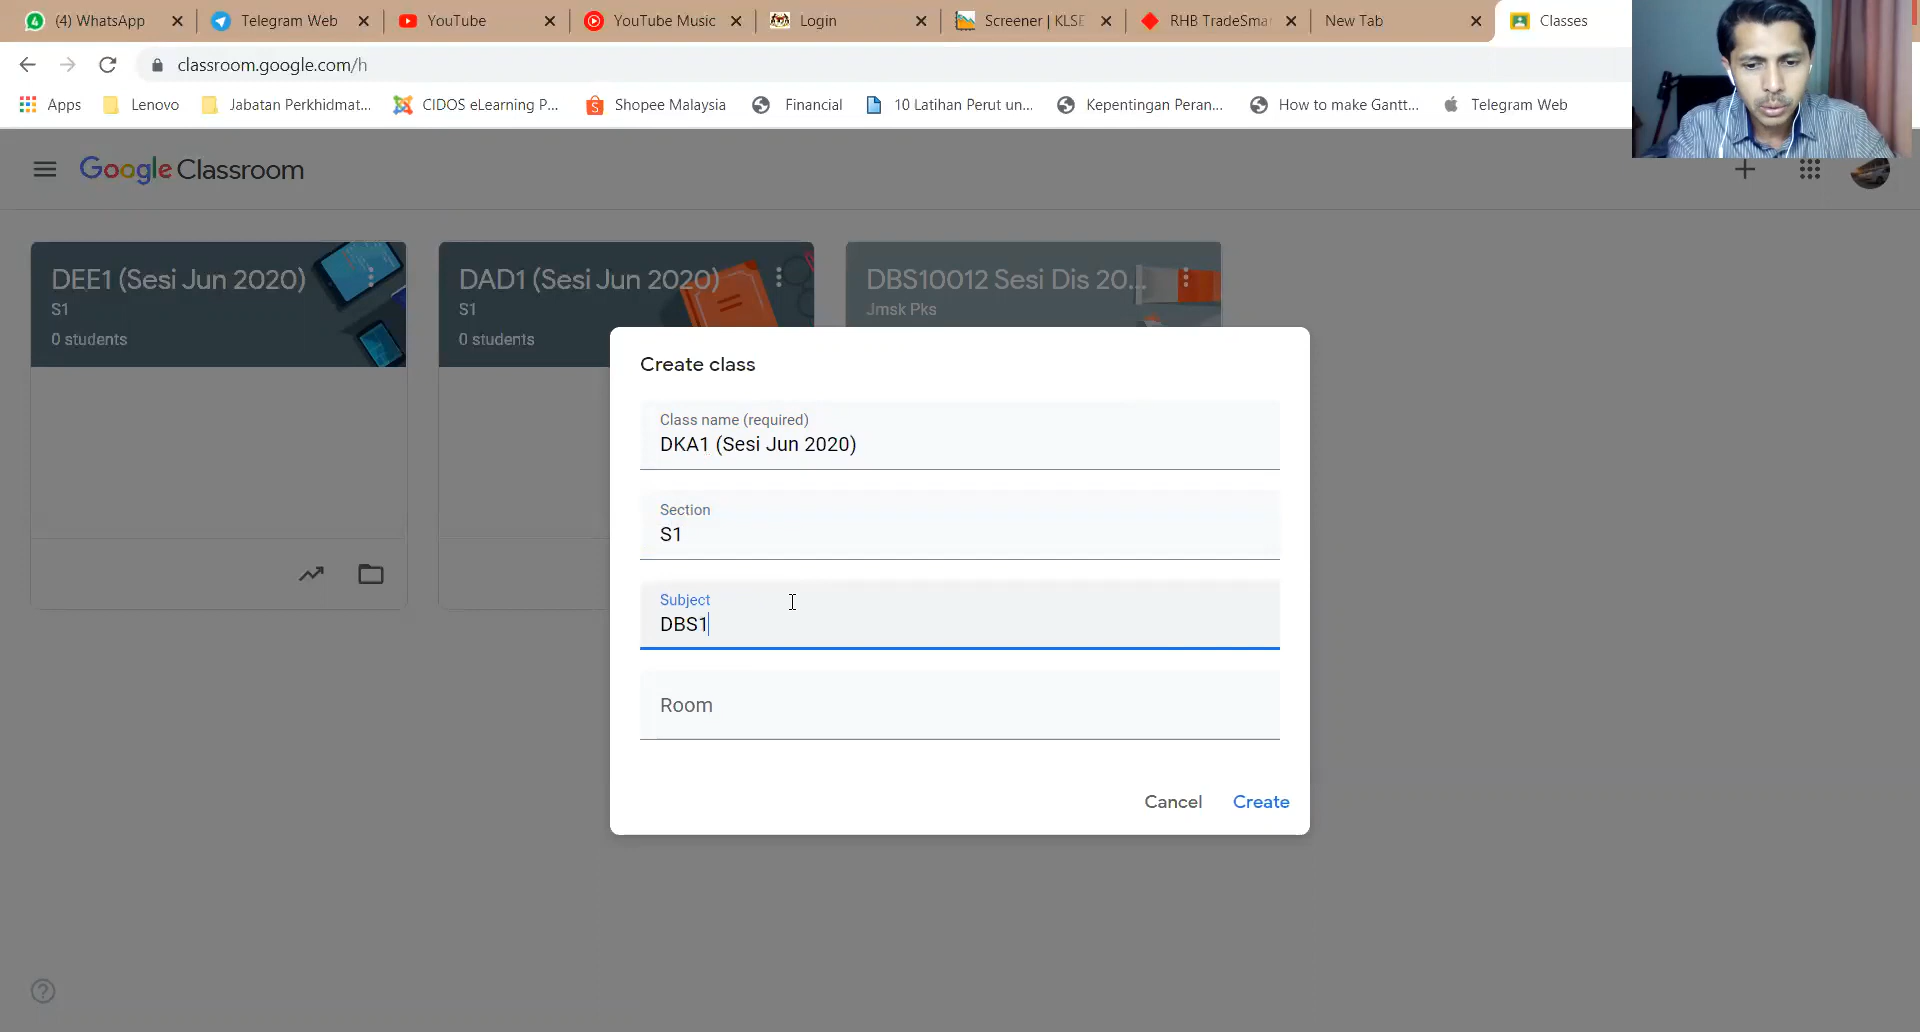 (4) WhatsApp
Telegram Web
YouTube
YouTube Music
Login
Screener | KLSE
RHB TradeSmar
New Tab
Classes
classroom.google.com/h
Apps
Lenovo
Jabatan Perkhidmat...
CIDOS eLearning P...
Shopee Malaysia
Financial
10 Latihan Perut un...
Kepentingan Peran...
How to make Gantt...
Telegram Web
Google Classroom
DEE1 (Sesi Jun 2020)
S1
0 students
DAD1 (Sesi Jun 2020)
S1
0 students
DBS10012 Sesi Dis 20...
Jmsk Pks
Create class
Class name (required)
DKA1 (Sesi Jun 2020)
Section
S1
Subject
DBS1
Room
Cancel
Create